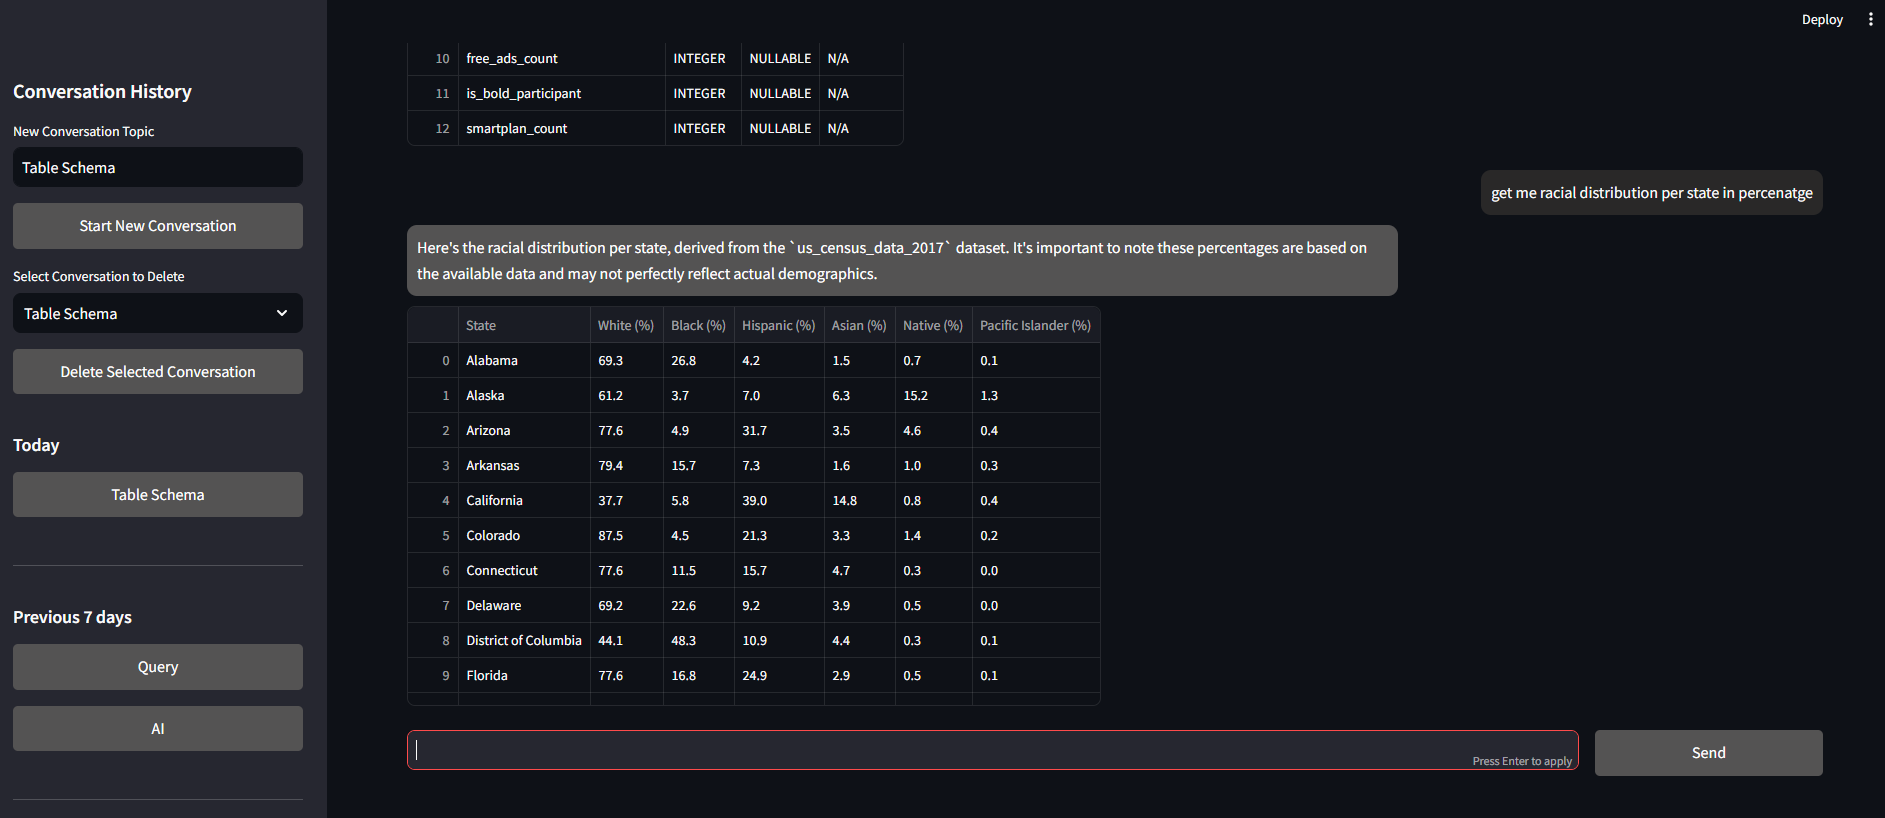 Deploy
Conversation History
New Conversation Topic
Table Schema
Start New Conversation
Select Conversation to Delete
Table Schema
Delete Selected Conversation
Today
Table Schema
Previous 7 days
Query
AI
10 free_ads_count INTEGER NULLABLE N/A
11 is_bold_participant INTEGER NULLABLE N/A
12 smartplan_count INTEGER NULLABLE N/A
get me racial distribution per state in percenatge
Here's the racial distribution per state, derived from the `us_census_data_2017` dataset. It's important to note these percentages are based on
the available data and may not perfectly reflect actual demographics.
State White (%) Black (%) Hispanic (%) Asian (%) Native (%) Pacific Islander (%)
0 Alabama 69.3 26.8 4.2 1.5 0.7 0.1
1 Alaska 61.2 3.7 7.0 6.3 15.2 1.3
2 Arizona 77.6 4.9 31.7 3.5 4.6 0.4
3 Arkansas 79.4 15.7 7.3 1.6 1.0 0.3
4 California 37.7 5.8 39.0 14.8 0.8 0.4
5 Colorado 87.5 4.5 21.3 3.3 1.4 0.2
6 Connecticut 77.6 11.5 15.7 4.7 0.3 0.0
7 Delaware 69.2 22.6 9.2 3.9 0.5 0.0
8 District of Columbia 44.1 48.3 10.9 4.4 0.3 0.1
9 Florida 77.6 16.8 24.9 2.9 0.5 0.1
Press Enter to apply
Send